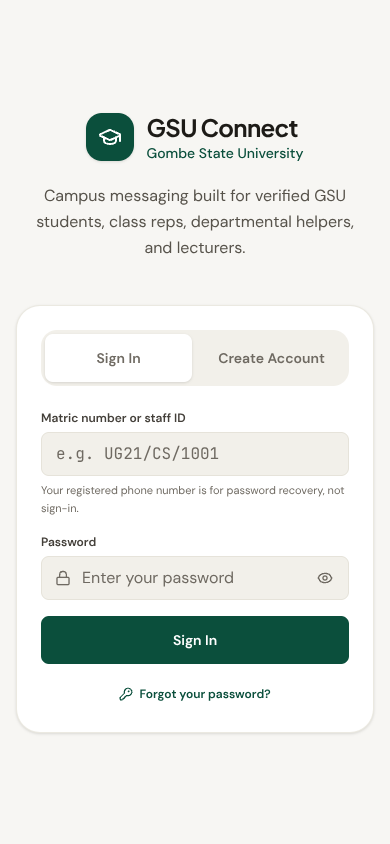 GSU Connect
Gombe State University
Campus messaging built for verified GSU
students, class reps, departmental helpers,
and lecturers.
Sign In
Create Account
Matric number or staff ID
e.g. UG21/CS/1001
Your registered phone number is for password recovery, not
sign-in.
Password
Enter your password
Sign In
Forgot your password?